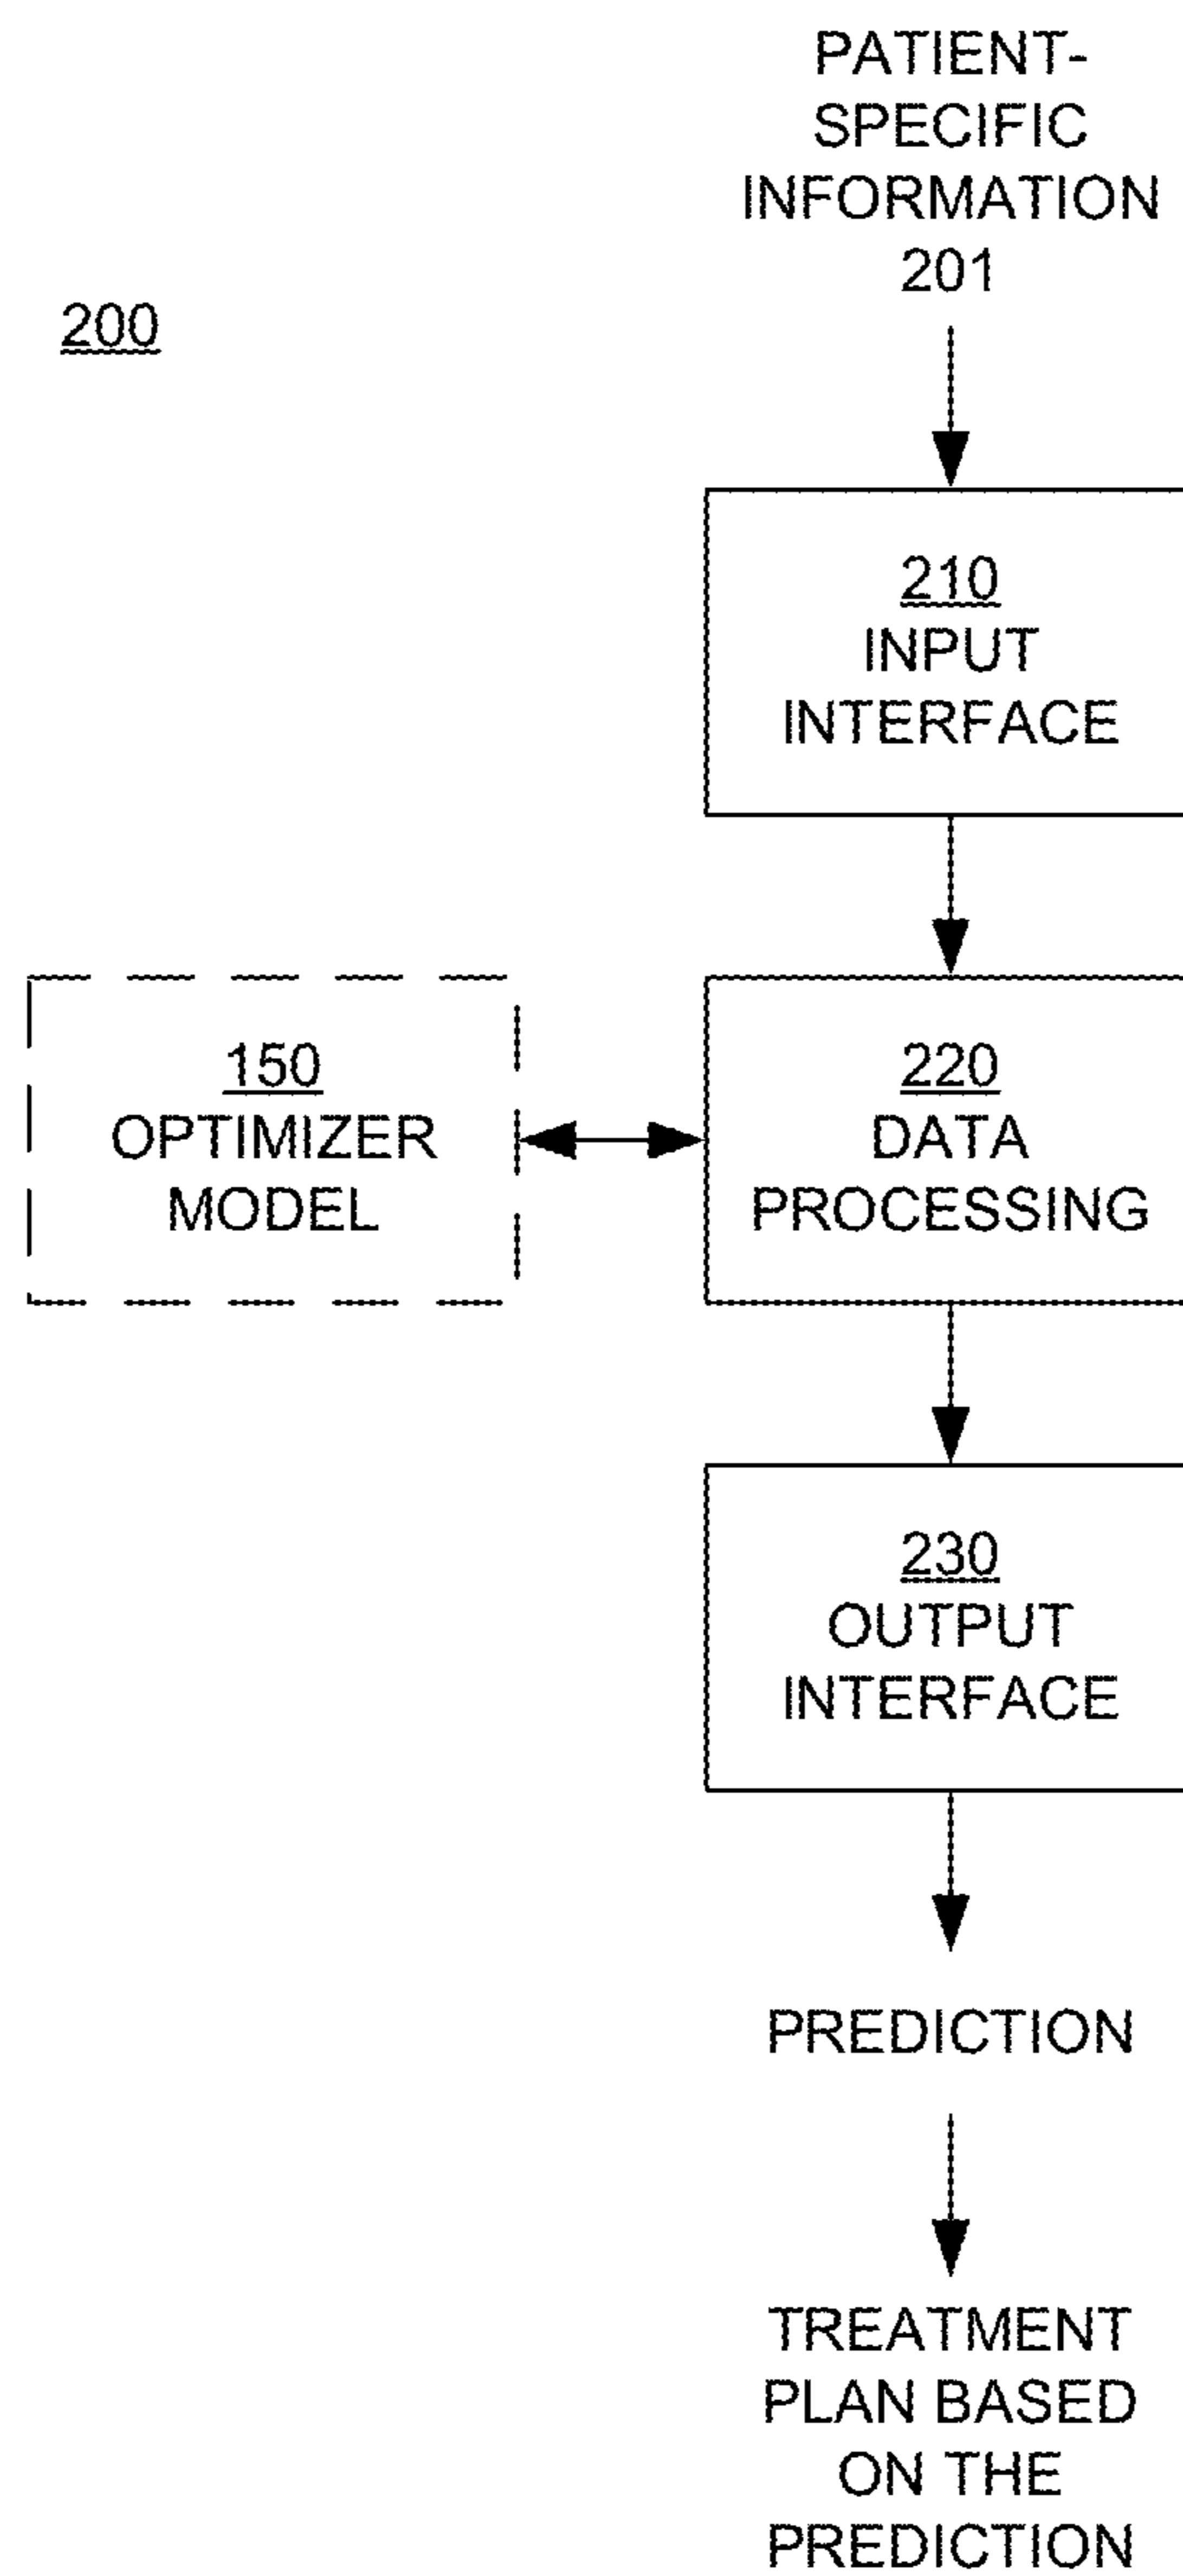 PATIENT-
SPECIFIC
INFORMATION
201
200
210
INPUT
INTERFACE
150
OPTIMIZER
MODEL
220
DATA
PROCESSING
230
OUTPUT
INTERFACE
PREDICTION
TREATMENT
PLAN BASED
ON THE
PREDICTION